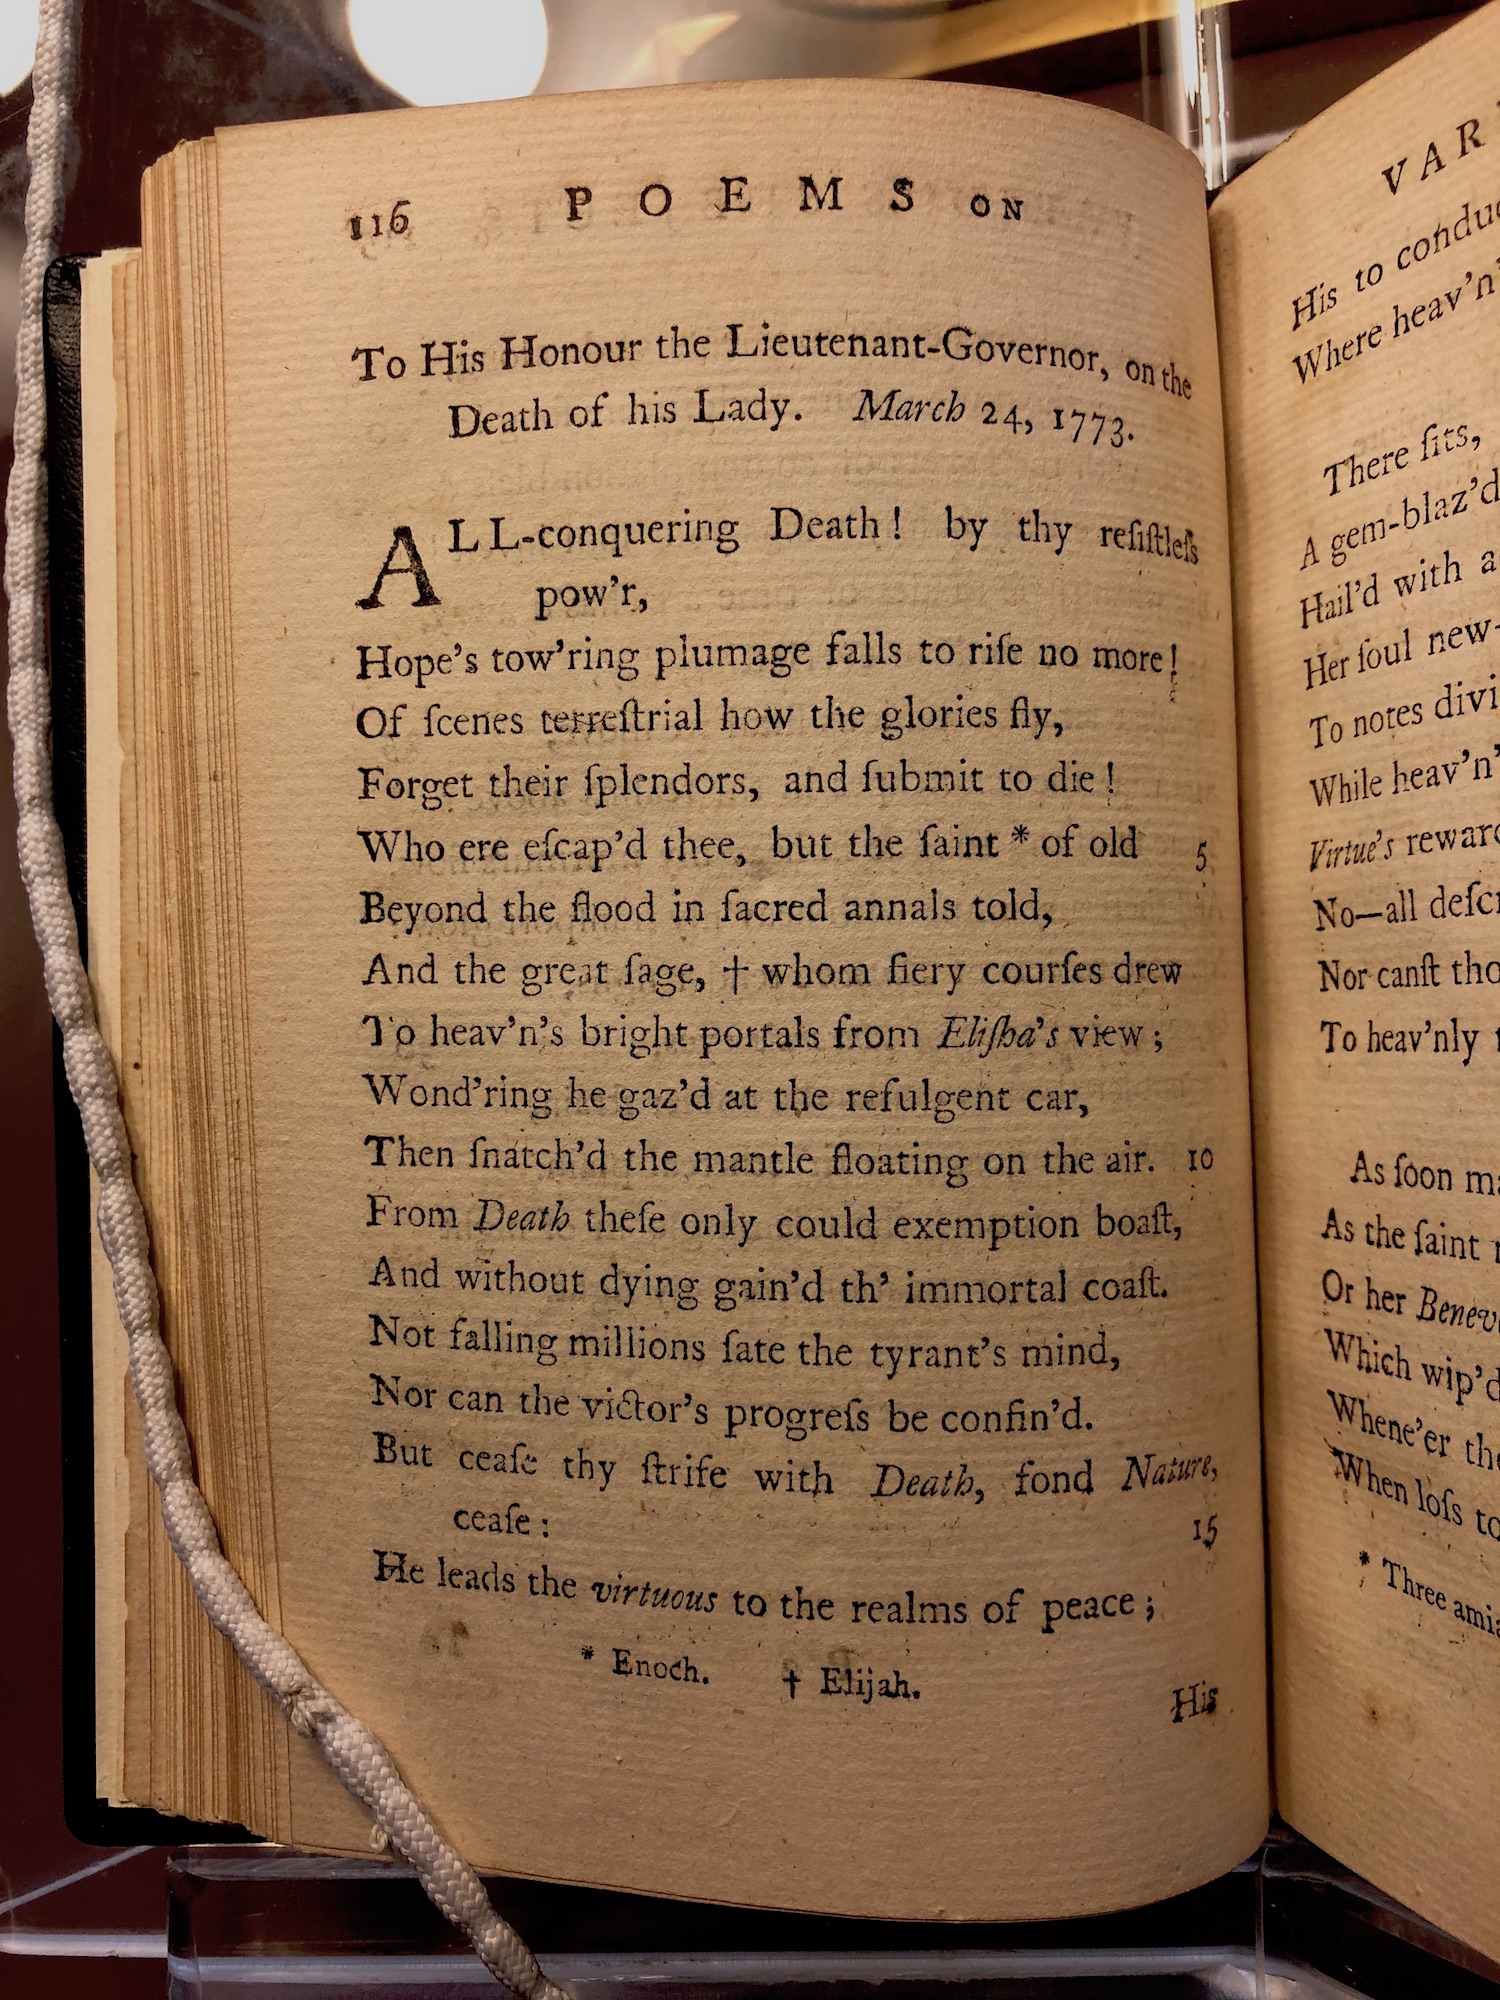 116 POEMS ON
To His Honour the Lieutenant-Governor, on the
Death of his Lady. March 24, 1773.
ALL-conquering Death! by thy reſiſtleſs
pow'r,
Hope's tow'ring plumage falls to riſe no more!
Of ſcenes terreſtrial how the glories fly,
Forget their ſplendors, and ſubmit to die!
Who ere eſcap'd thee, but the ſaint * of old 5
Beyond the flood in ſacred annals told,
And the great ſage, † whom fiery courſes drew
To heav'n's bright portals from Eliſha's view;
Wond'ring he gaz'd at the refulgent car,
Then ſnatch'd the mantle floating on the air. 10
From Death theſe only could exemption boaſt,
And without dying gain'd th' immortal coaſt.
Not falling millions ſate the tyrant's mind,
Nor can the victor's progreſs be confin'd.
But ceaſe thy ſtrife with Death, fond Nature,
ceaſe: 15
He leads the virtuous to the realms of peace;
* Enoch. † Elijah.
His
VAR
His to conduc
Where heav'n'
There ſits,
A gem-blaz'd
Hail'd with a
Her ſoul new-
To notes divi
While heav'n'
Virtue's reward
No—all deſcr
Nor canſt tho
To heav'nly
As ſoon ma
As the ſaint
Or her Benev
Which wip'd
Whene'er the
When loſs to
* Three amia